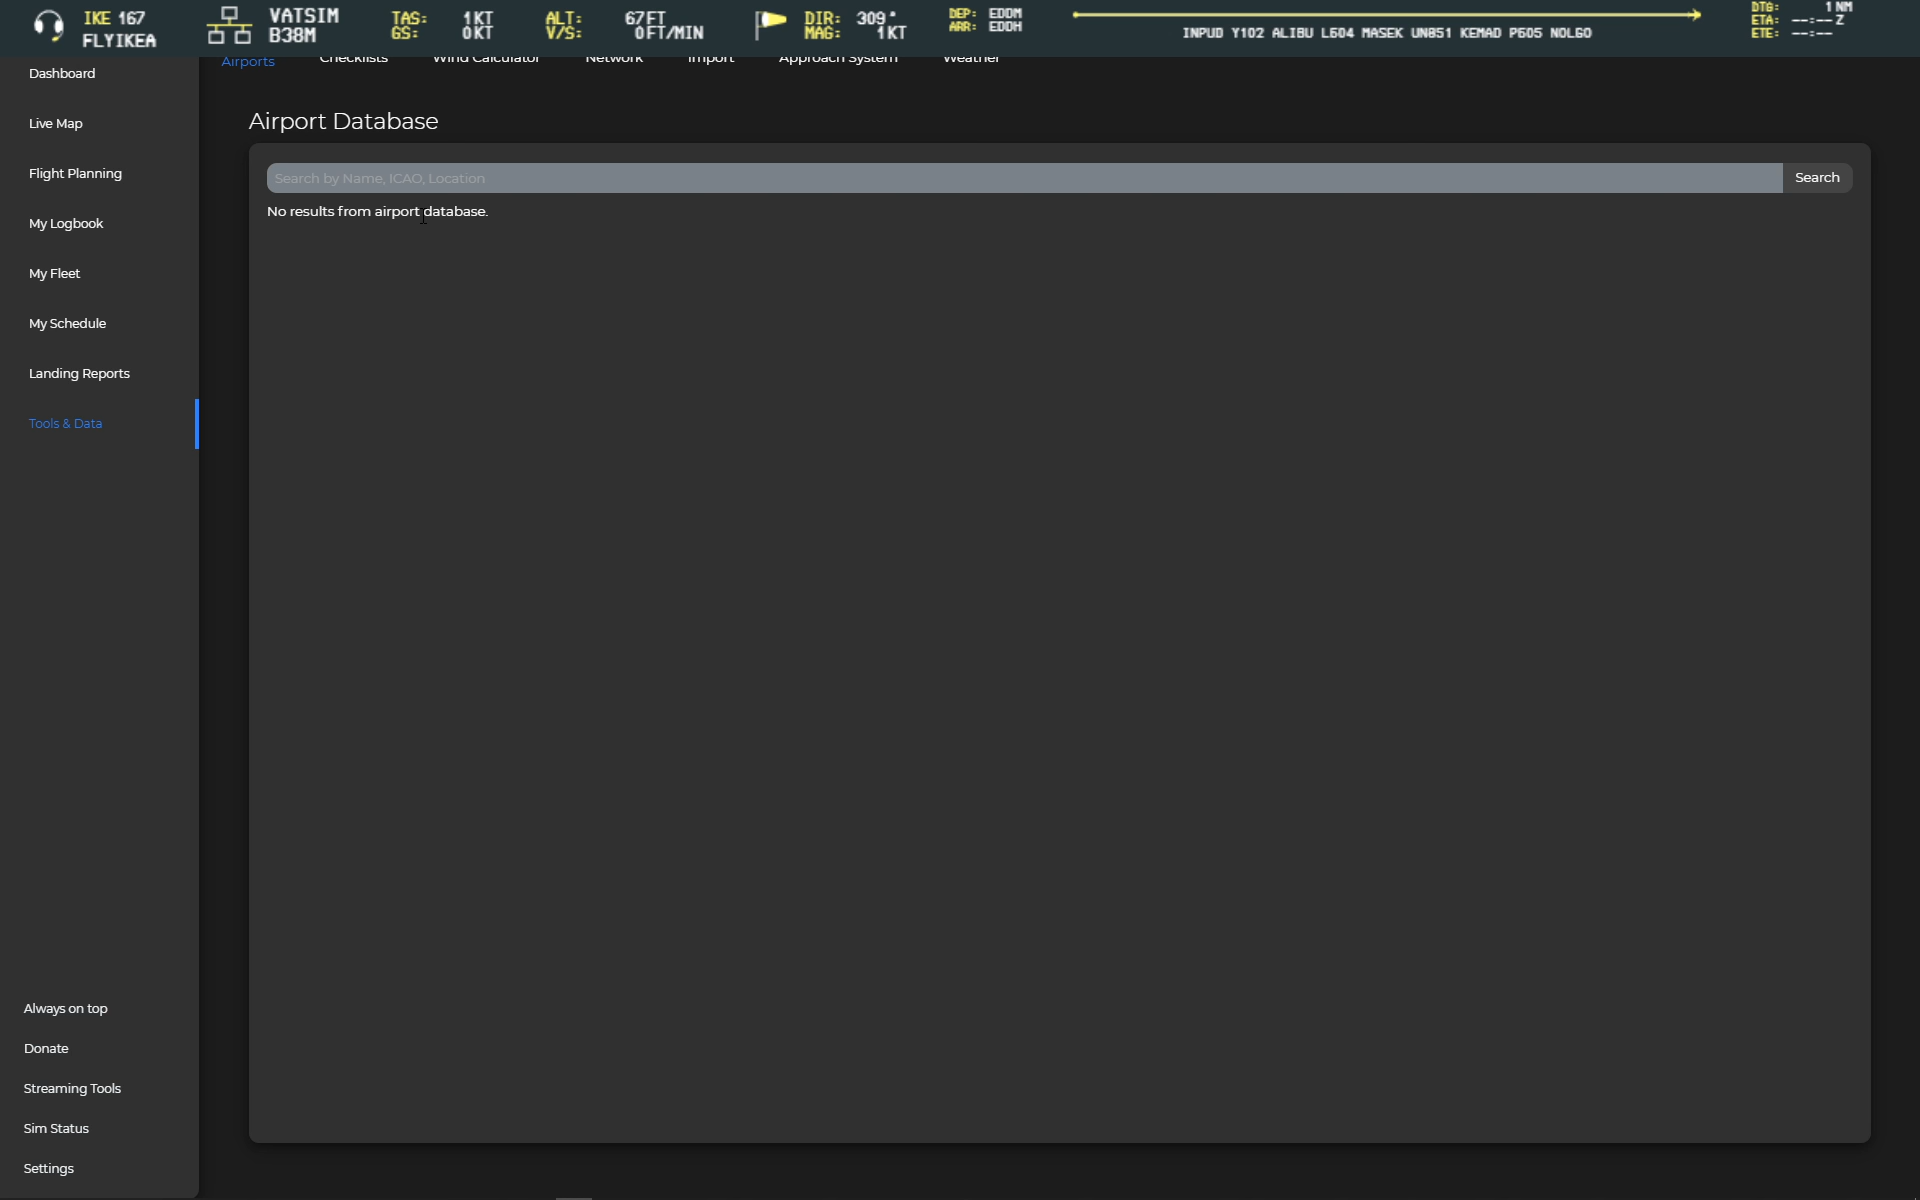 IKE 167
FLYIKEA
VATSIM
B38M
TAS: 1KT
GS: 0KT
ALT: 67FT
V/S: 0FT/MIN
DIR: 309°
MAG: 1KT
DEP: EDDM
ARR: EDDH
INPUD Y102 ALIBU L604 MASEK UN851 KEMAD P605 NOLGO
DTG: 1 NM
ETA: --:-- Z
ETE: --:--
Airports Checklists Wind Calculator Network Import Approach System Weather
Dashboard
Live Map
Flight Planning
My Logbook
My Fleet
My Schedule
Landing Reports
Tools & Data
Airport Database
Search by Name, ICAO, Location
Search
No results from airport database.
Always on top
Donate
Streaming Tools
Sim Status
Settings